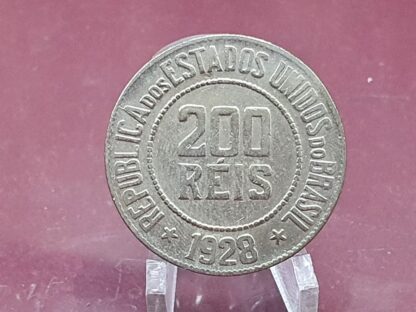 REPUBLICA DOS ESTADOS UNIDOS DO BRASIL
200
RÉIS
* 1928 *